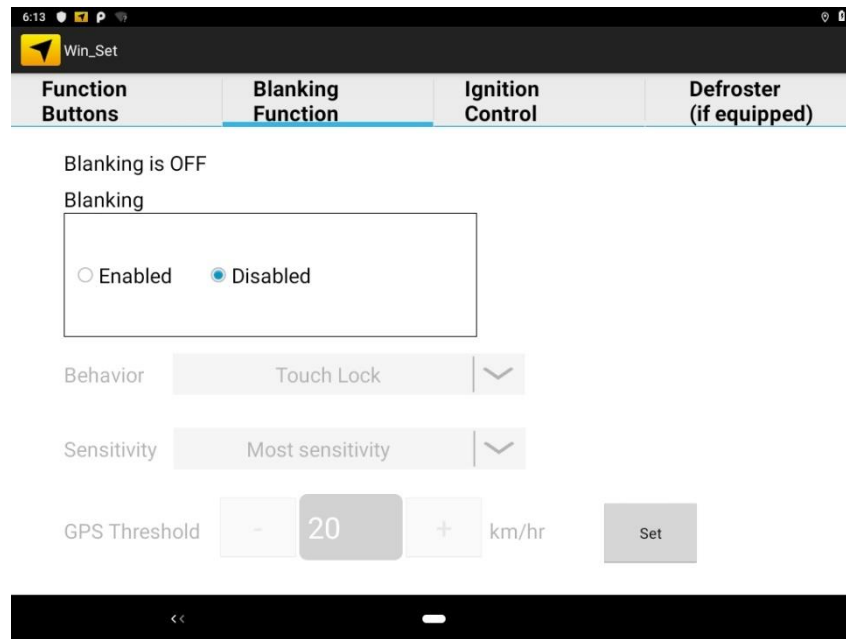 6:13
Win_Set
Function Buttons
Blanking Function
Ignition Control
Defroster (if equipped)
Blanking is OFF
Blanking
Enabled Disabled
Behavior Touch Lock
Sensitivity Most sensitivity
GPS Threshold - 20 + km/hr Set